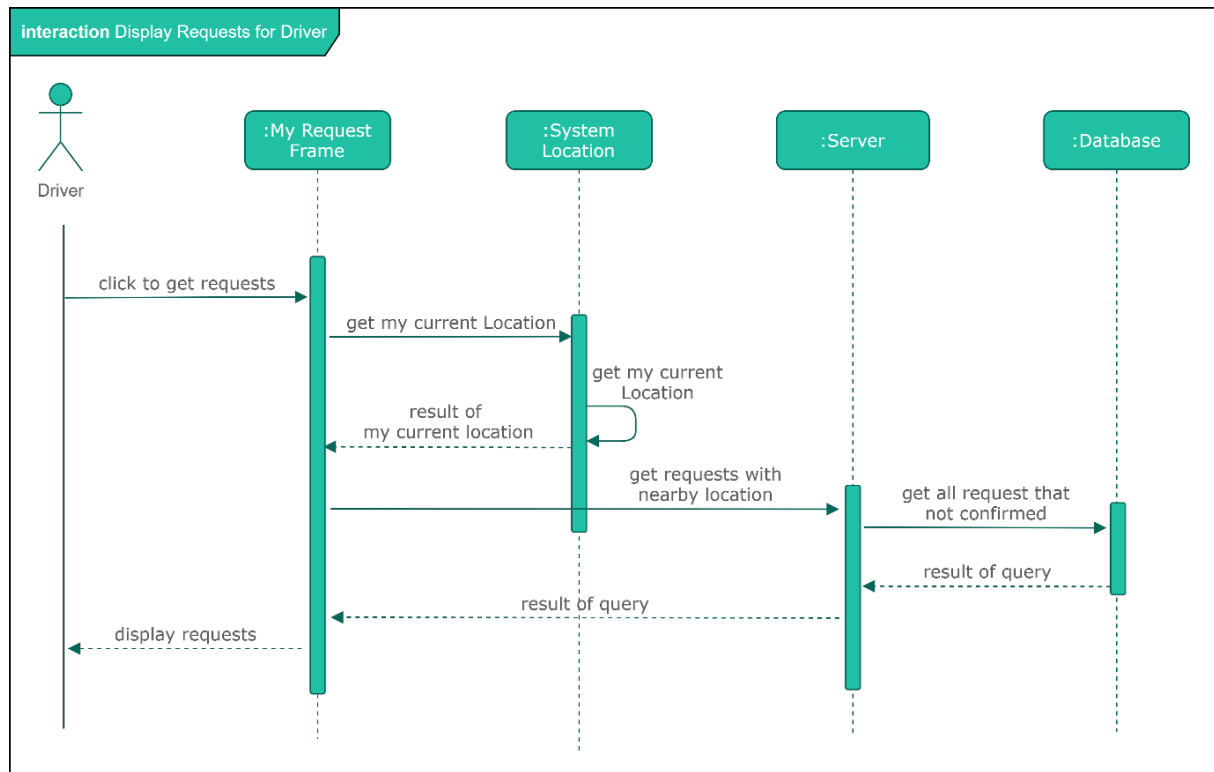 interaction Display Requests for Driver
:My Request
Frame
:System
Location
:Server
:Database
Driver
click to get requests
get my current Location
get my current
Location
result of
my current location
get requests with
nearby location
get all request that
not confirmed
result of query
result of query
display requests